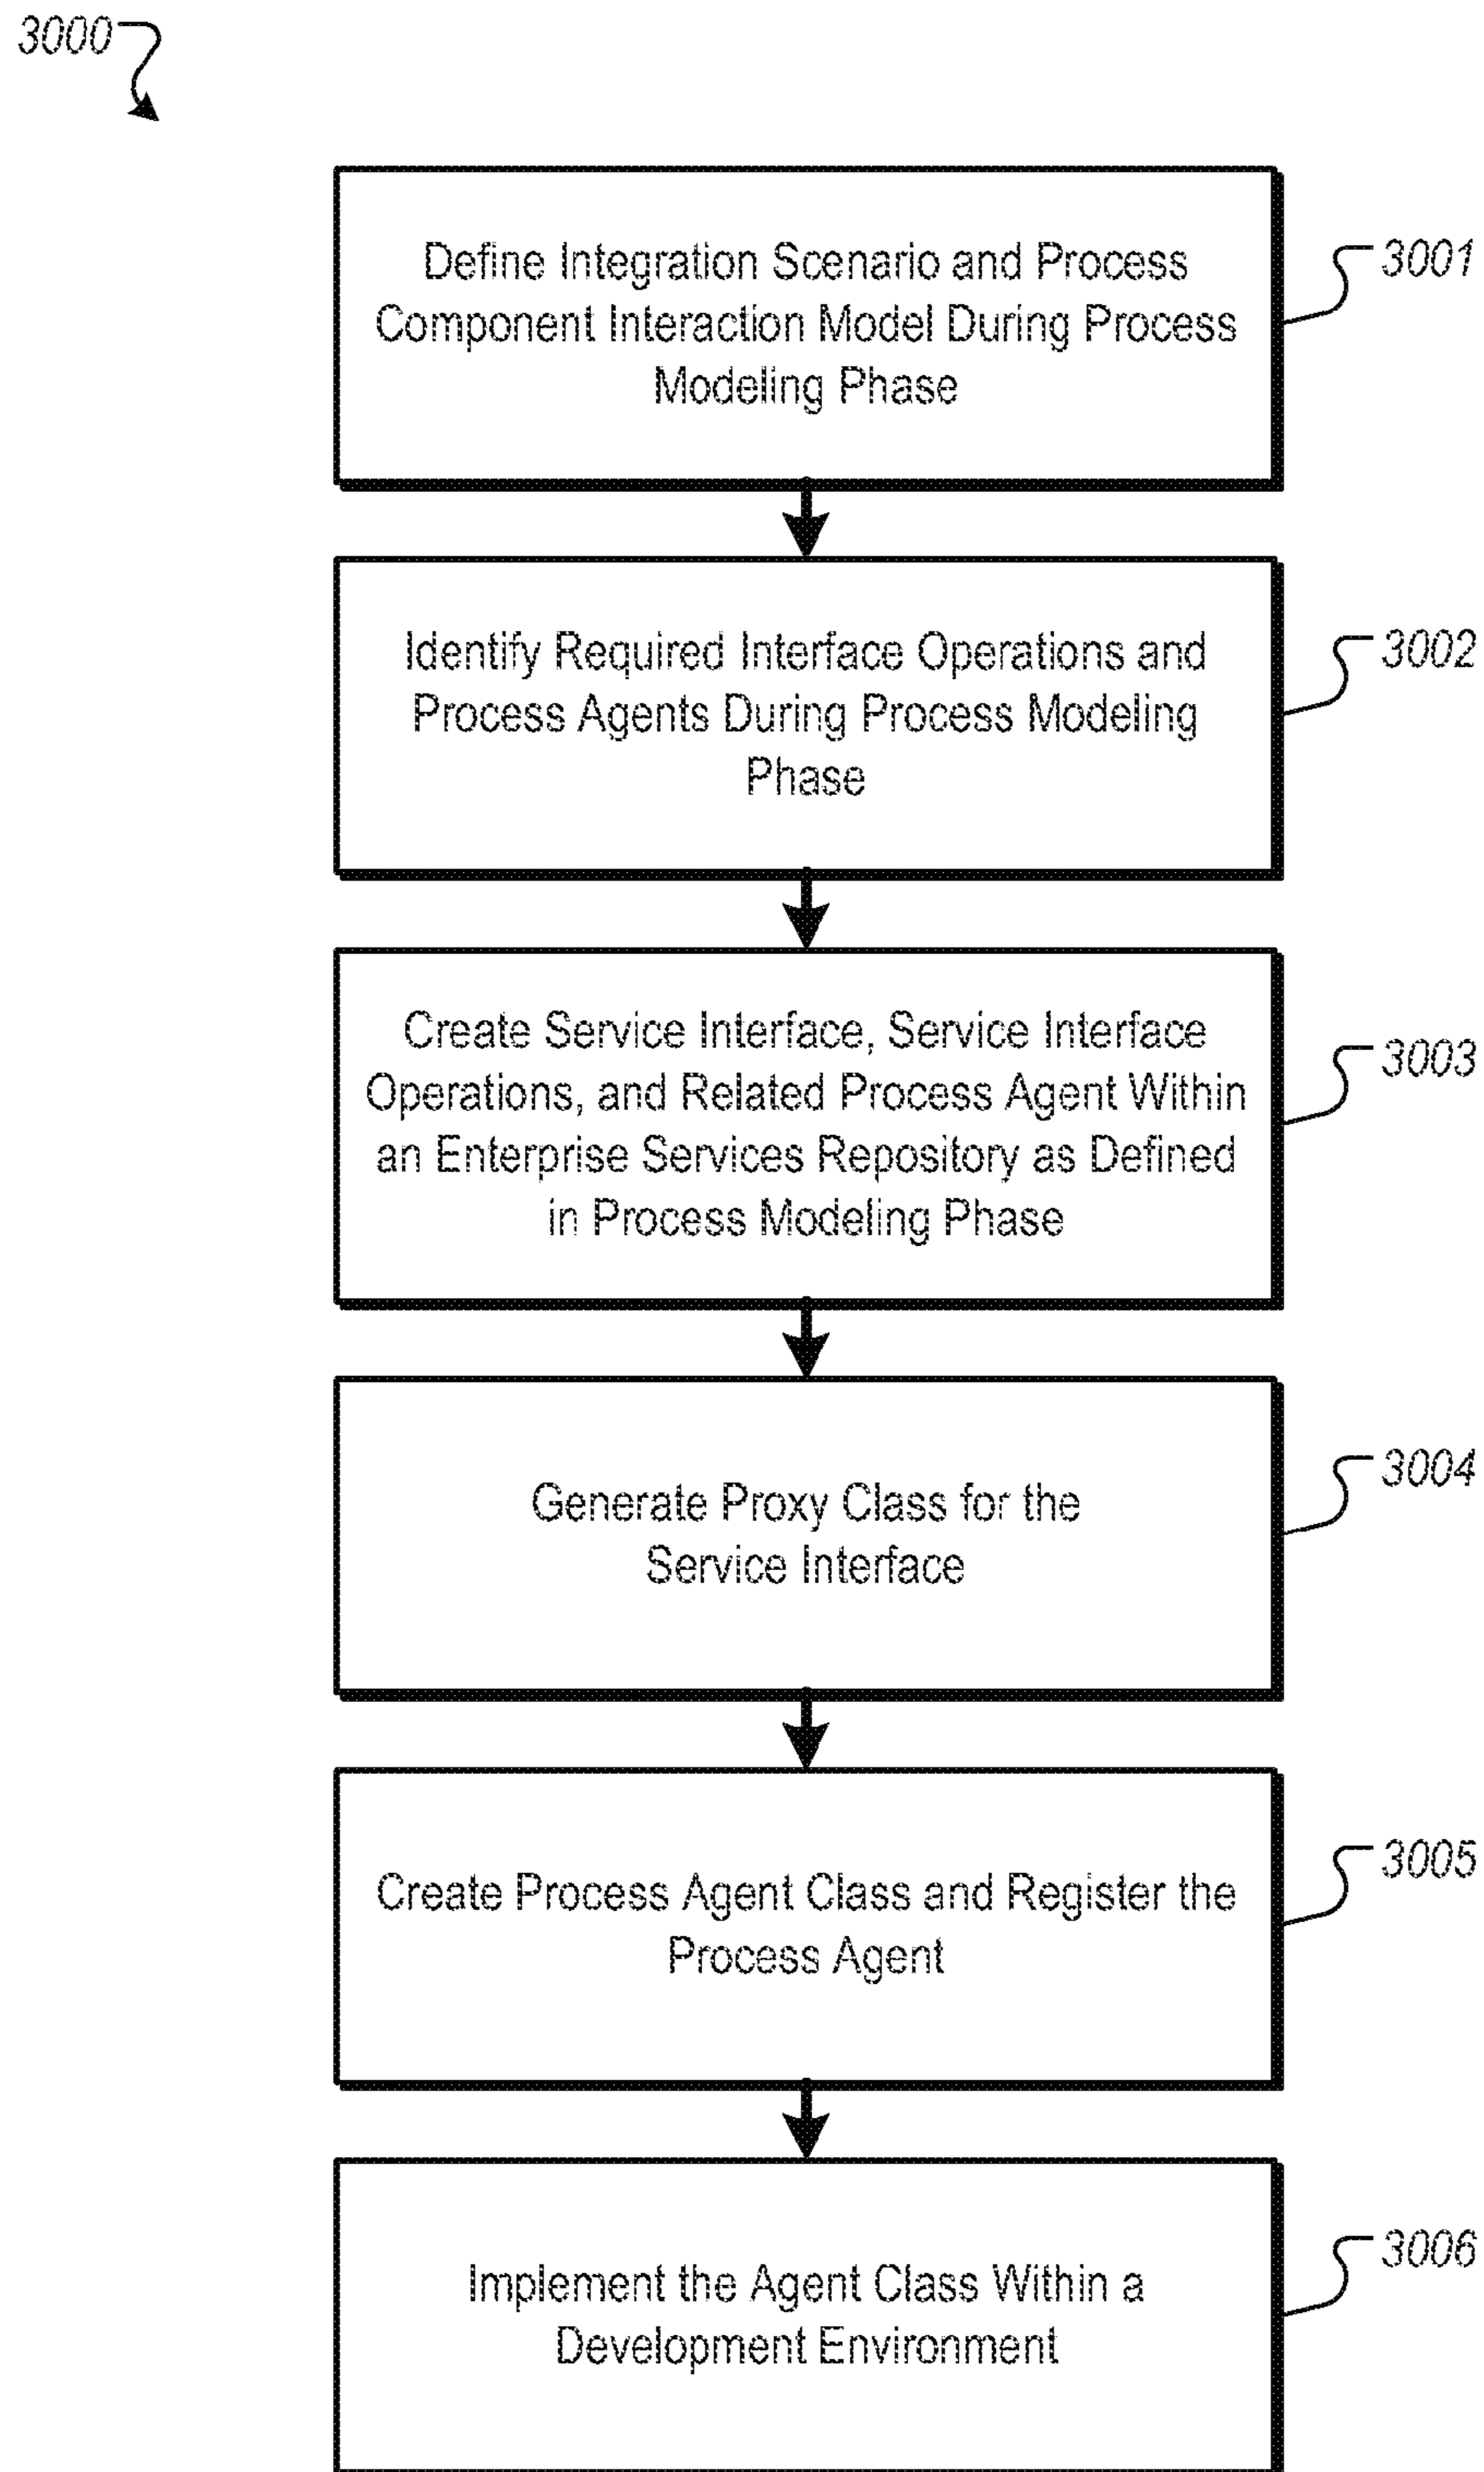 3000
Define Integration Scenario and Process
Component Interaction Model During Process
Modeling Phase
3001
Identify Required Interface Operations and
Process Agents During Process Modeling
Phase
3002
Create Service Interface, Service Interface
Operations, and Related Process Agent Within
an Enterprise Services Repository as Defined
in Process Modeling Phase
3003
Generate Proxy Class for the
Service Interface
3004
Create Process Agent Class and Register the
Process Agent
3005
Implement the Agent Class Within a
Development Environment
3006